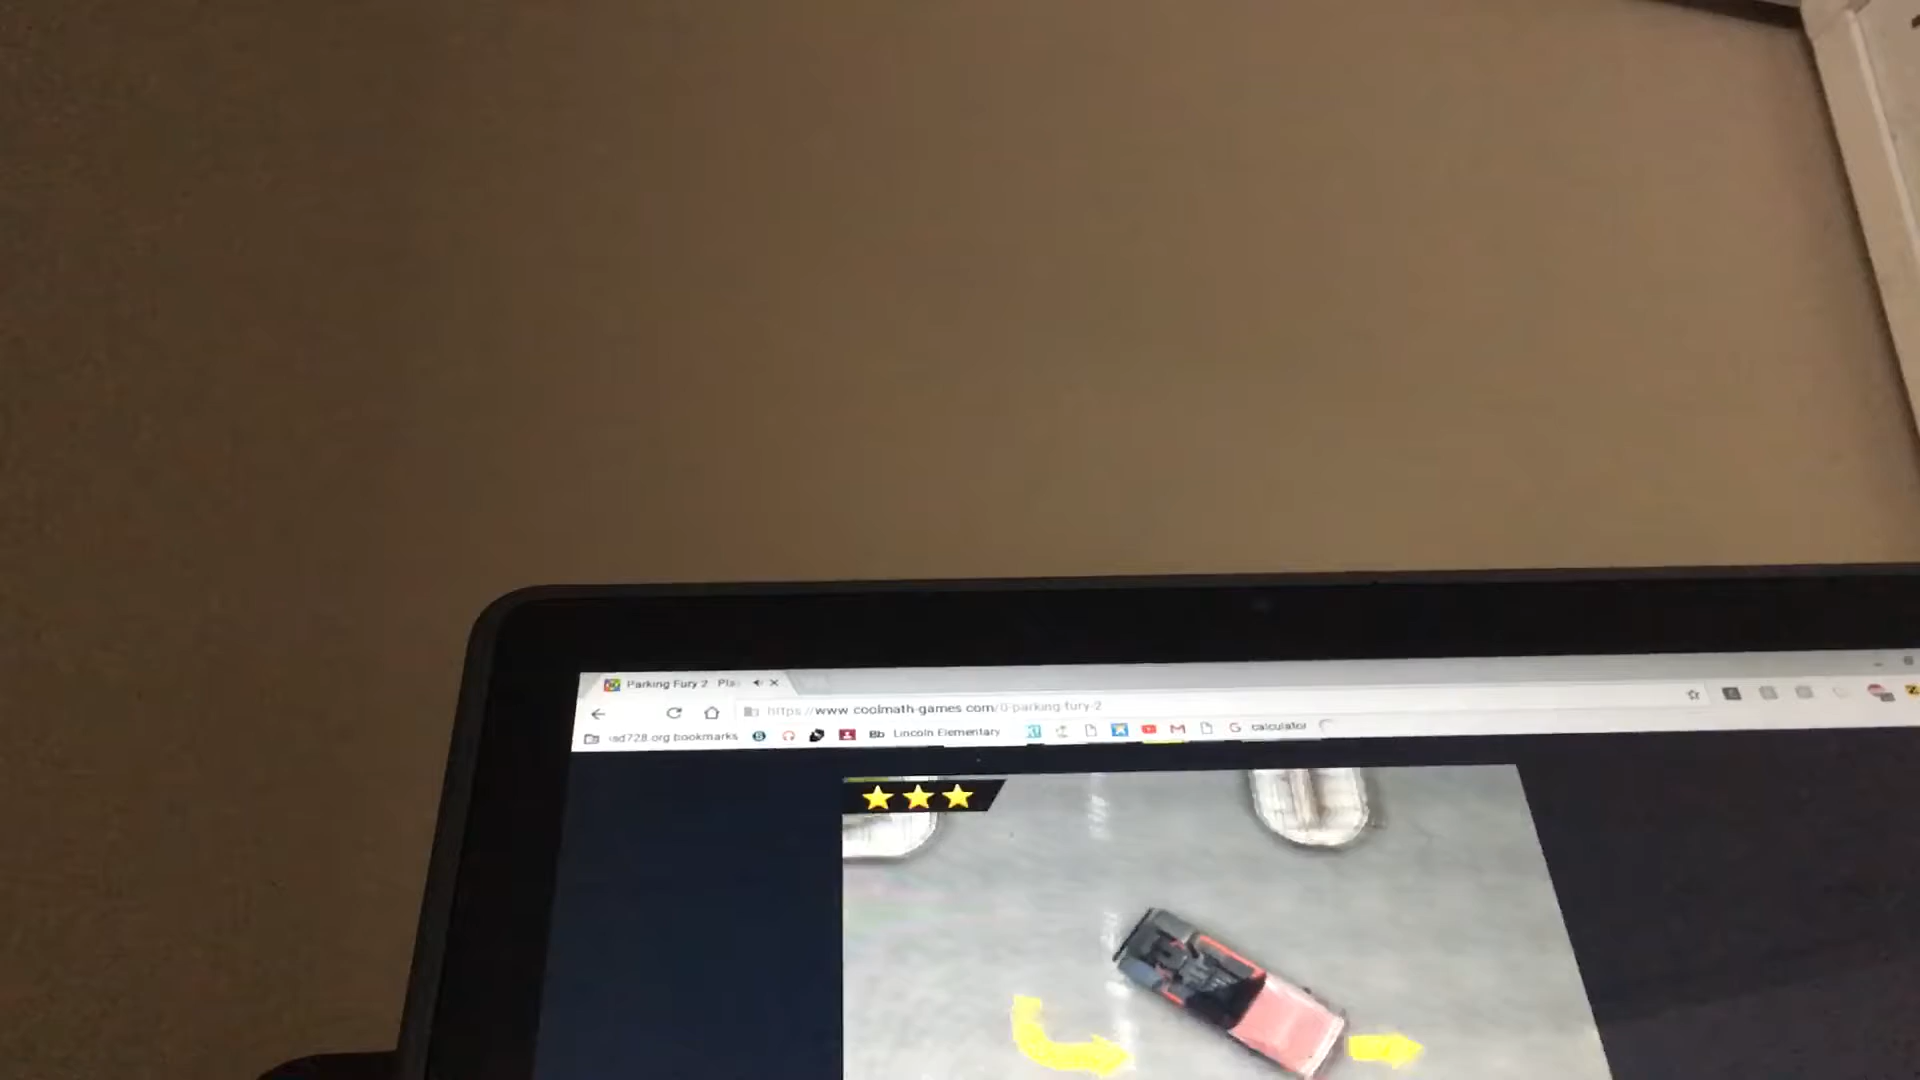 Parking Fury 2 Pla
https://www.coolmath-games.com/0-parking-fury-2
sd728.org bookmarks Bb Lincoln Elementary G calculator